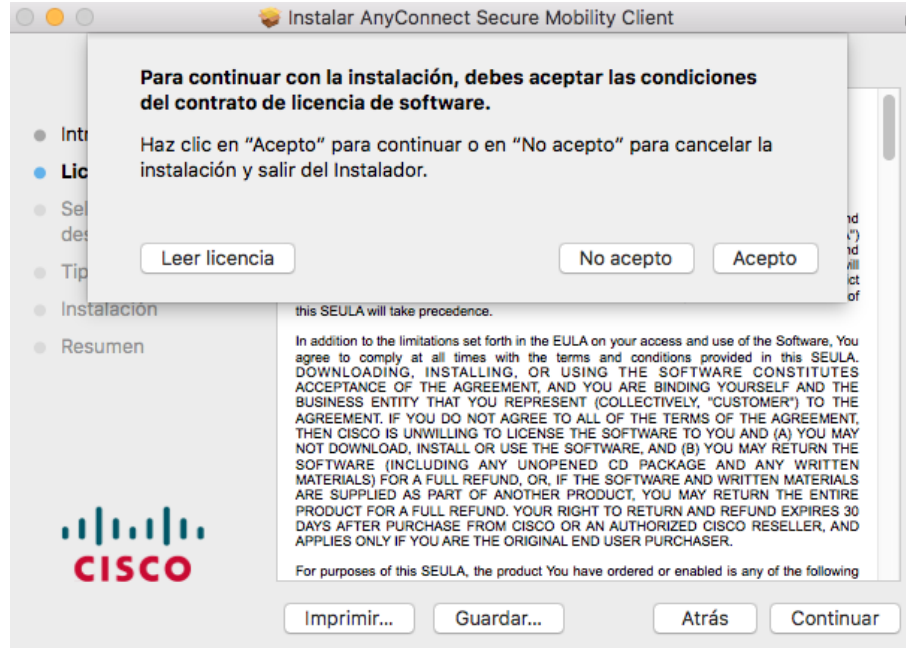 Instalar AnyConnect Secure Mobility Client
Para continuar con la instalación, debes aceptar las condiciones
del contrato de licencia de software.
Haz clic en “Acepto” para continuar o en “No acepto” para cancelar la
instalación y salir del Instalador.
Leer licencia
No acepto
Acepto
Intr
Lic
Sel
des
Tip
Instalación
Resumen
nd
")
nd
will
ict
of
this SEULA will take precedence.
In addition to the limitations set forth in the EULA on your access and use of the Software, You
agree to comply at all times with the terms and conditions provided in this SEULA.
DOWNLOADING, INSTALLING, OR USING THE SOFTWARE CONSTITUTES
ACCEPTANCE OF THE AGREEMENT, AND YOU ARE BINDING YOURSELF AND THE
BUSINESS ENTITY THAT YOU REPRESENT (COLLECTIVELY, "CUSTOMER") TO THE
AGREEMENT. IF YOU DO NOT AGREE TO ALL OF THE TERMS OF THE AGREEMENT,
THEN CISCO IS UNWILLING TO LICENSE THE SOFTWARE TO YOU AND (A) YOU MAY
NOT DOWNLOAD, INSTALL OR USE THE SOFTWARE, AND (B) YOU MAY RETURN THE
SOFTWARE (INCLUDING ANY UNOPENED CD PACKAGE AND ANY WRITTEN
MATERIALS) FOR A FULL REFUND, OR, IF THE SOFTWARE AND WRITTEN MATERIALS
ARE SUPPLIED AS PART OF ANOTHER PRODUCT, YOU MAY RETURN THE ENTIRE
PRODUCT FOR A FULL REFUND. YOUR RIGHT TO RETURN AND REFUND EXPIRES 30
DAYS AFTER PURCHASE FROM CISCO OR AN AUTHORIZED CISCO RESELLER, AND
APPLIES ONLY IF YOU ARE THE ORIGINAL END USER PURCHASER.
For purposes of this SEULA, the product You have ordered or enabled is any of the following
CISCO
Imprimir...
Guardar...
Atrás
Continuar